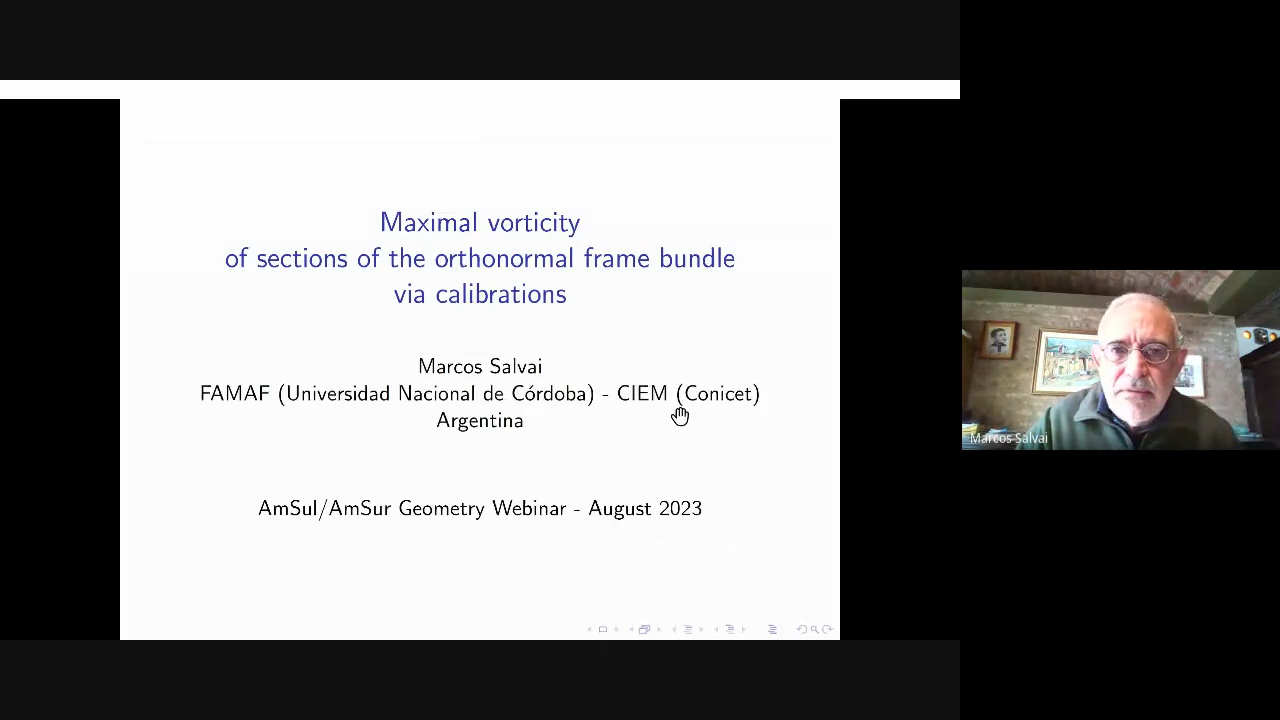 Maximal vorticity
of sections of the orthonormal frame bundle
via calibrations
Marcos Salvai
FAMAF (Universidad Nacional de Córdoba) - CIEM (Conicet)
Argentina
AmSul/AmSur Geometry Webinar - August 2023
Marcos Salvai